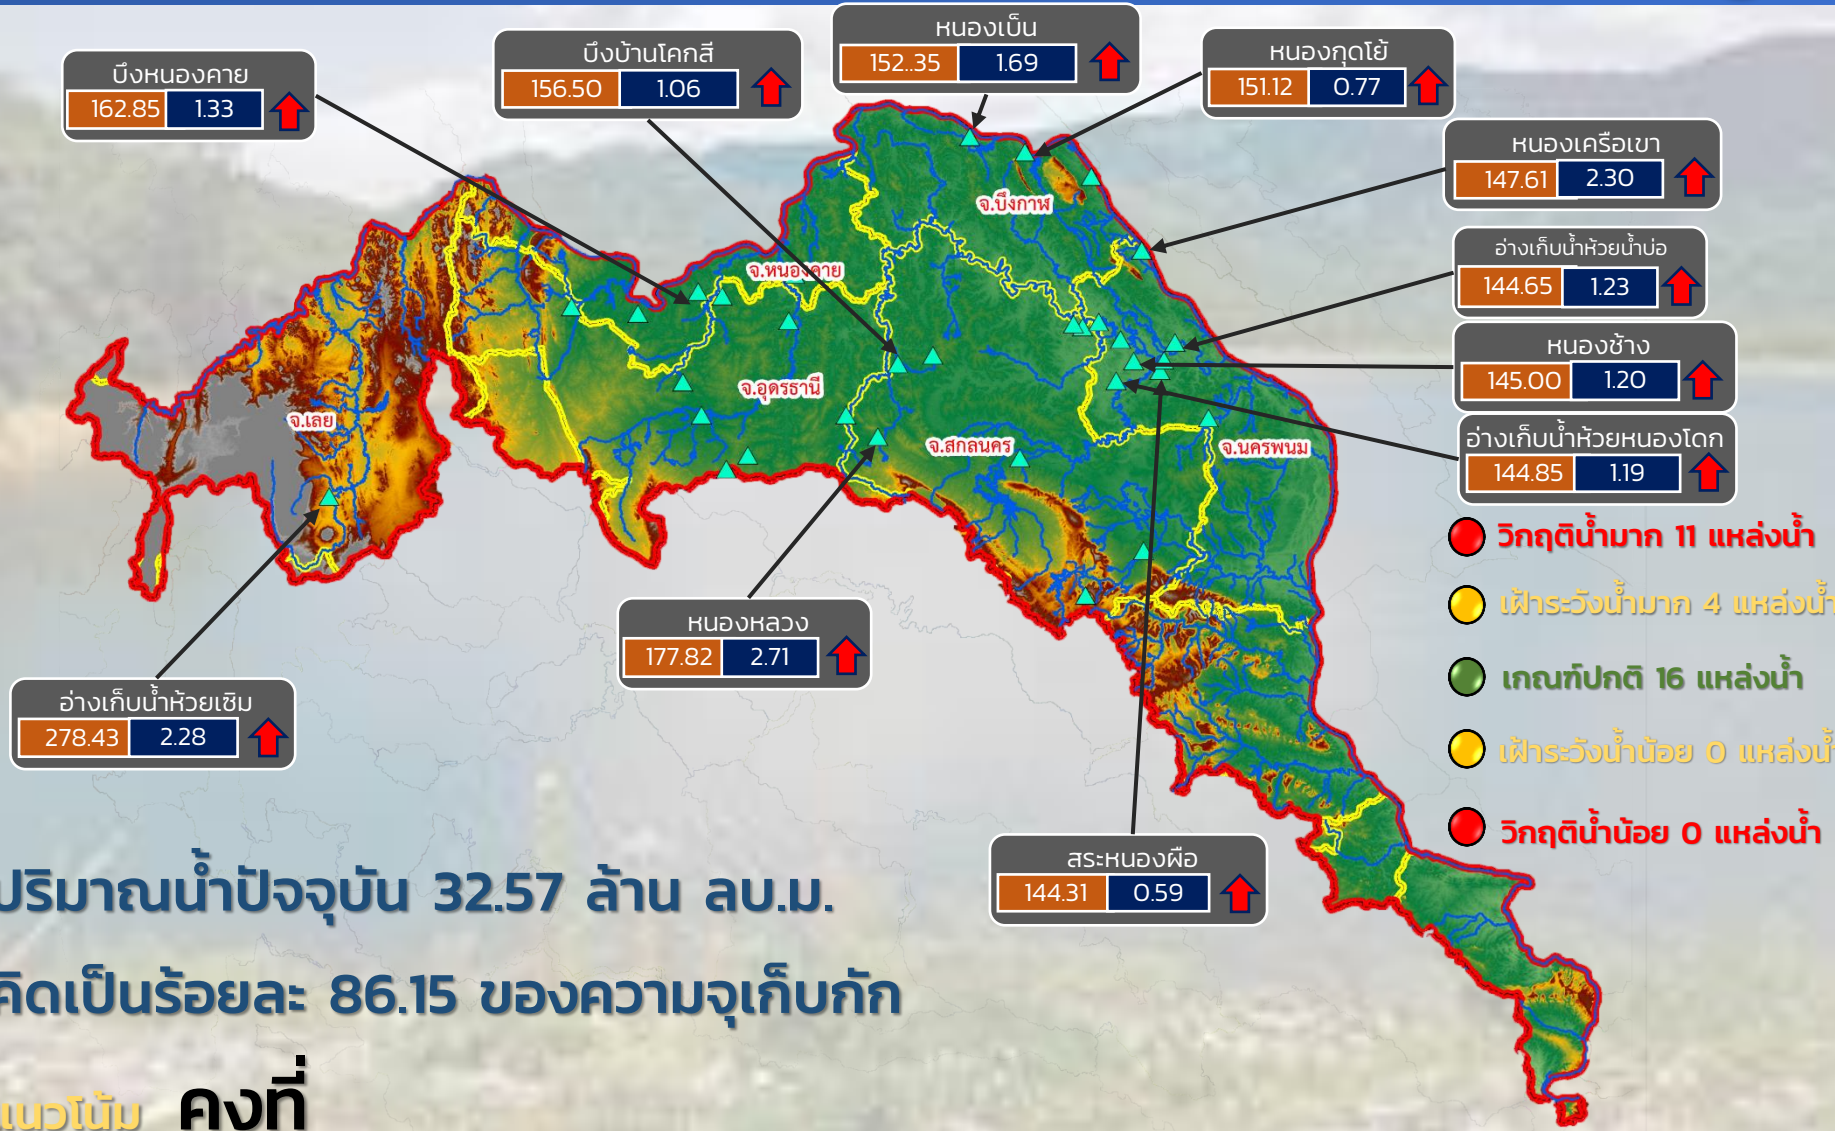 หนองเบ็น
152..35 1.69
บึงบ้านโคกสี
156.50 1.06
หนองกุดโย้
151.12 0.77
บึงหนองคาย
162.85 1.33
หนองเครือเขา
147.61 2.30
อ่างเก็บน้ำห้วยน้ำบ่อ
144.65 1.23
หนองช้าง
145.00 1.20
อ่างเก็บน้ำห้วยหนองโดก
144.85 1.19
จ.บึงกาฬ
จ.หนองคาย
จ.อุดรธานี
จ.เลย
จ.สกลนคร
จ.นครพนม
วิกฤติน้ำมาก 11 แหล่งน้ำ
เฝ้าระวังน้ำมาก 4 แหล่งน้ำ
เกณฑ์ปกติ 16 แหล่งน้ำ
เฝ้าระวังน้ำน้อย 0 แหล่งน้ำ
วิกฤติน้ำน้อย 0 แหล่งน้ำ
หนองหลวง
177.82 2.71
อ่างเก็บน้ำห้วยเซิม
278.43 2.28
สระหนองผือ
144.31 0.59
ปริมาณน้ำปัจจุบัน 32.57 ล้าน ลบ.ม.
คิดเป็นร้อยละ 86.15 ของความจุเก็บกัก
แนวโน้ม คงที่